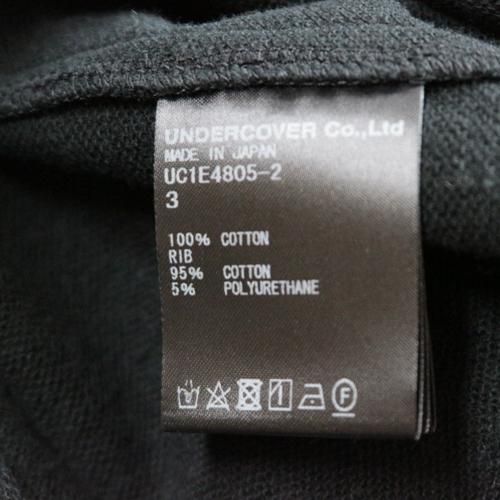 UNDERCOVER Co.,Ltd
MADE IN JAPAN
UC1E4805-2
3
100% COTTON
RIB
95% COTTON
5% POLYURETHANE
F